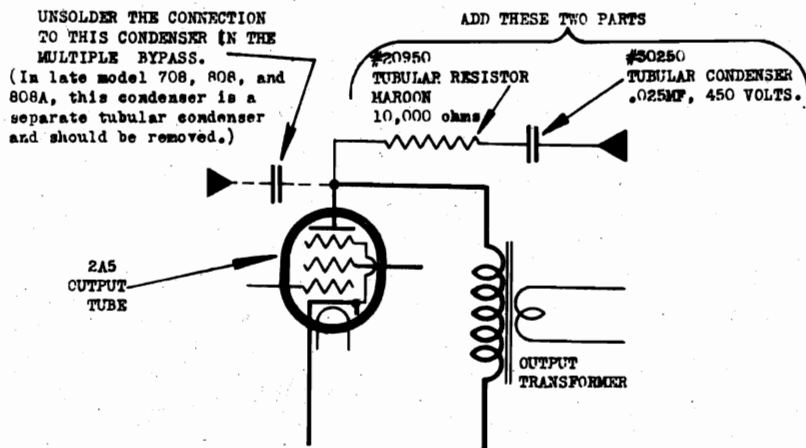 UNSOLDER THE CONNECTION
TO THIS CONDENSER IN THE
MULTIPLE BYPASS.
(In late model 708, 808, and
808A, this condenser is a
separate tubular condenser
and should be removed.)
ADD THESE TWO PARTS
#20950
TUBULAR RESISTOR
MAROON
10,000 ohms
#30250
TUBULAR CONDENSER
.025MF, 450 VOLTS.
2A5
OUTPUT
TUBE
OUTPUT
TRANSFORMER